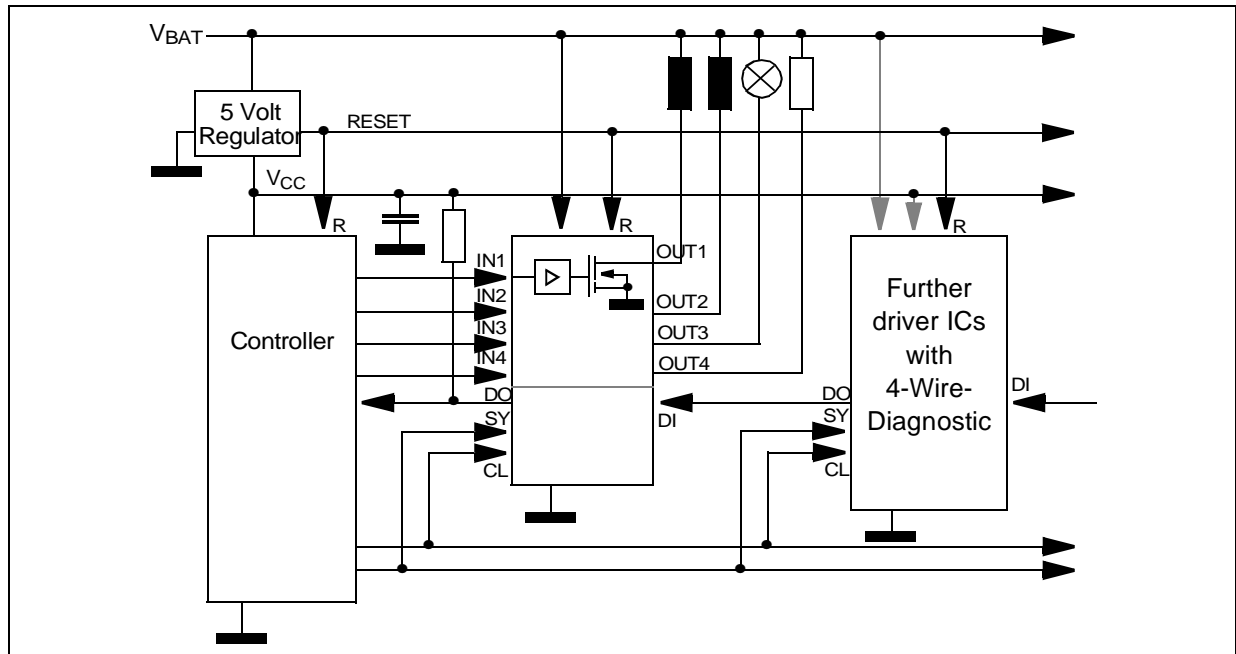 VBAT
5 Volt
Regulator
RESET
VCC
R
R
R
IN1
IN2
IN3
IN4
OUT1
OUT2
OUT3
OUT4
Controller
Further
driver ICs
with
4-Wire-
Diagnostic
DO
SY
CL
DI
DO
SY
CL
DI